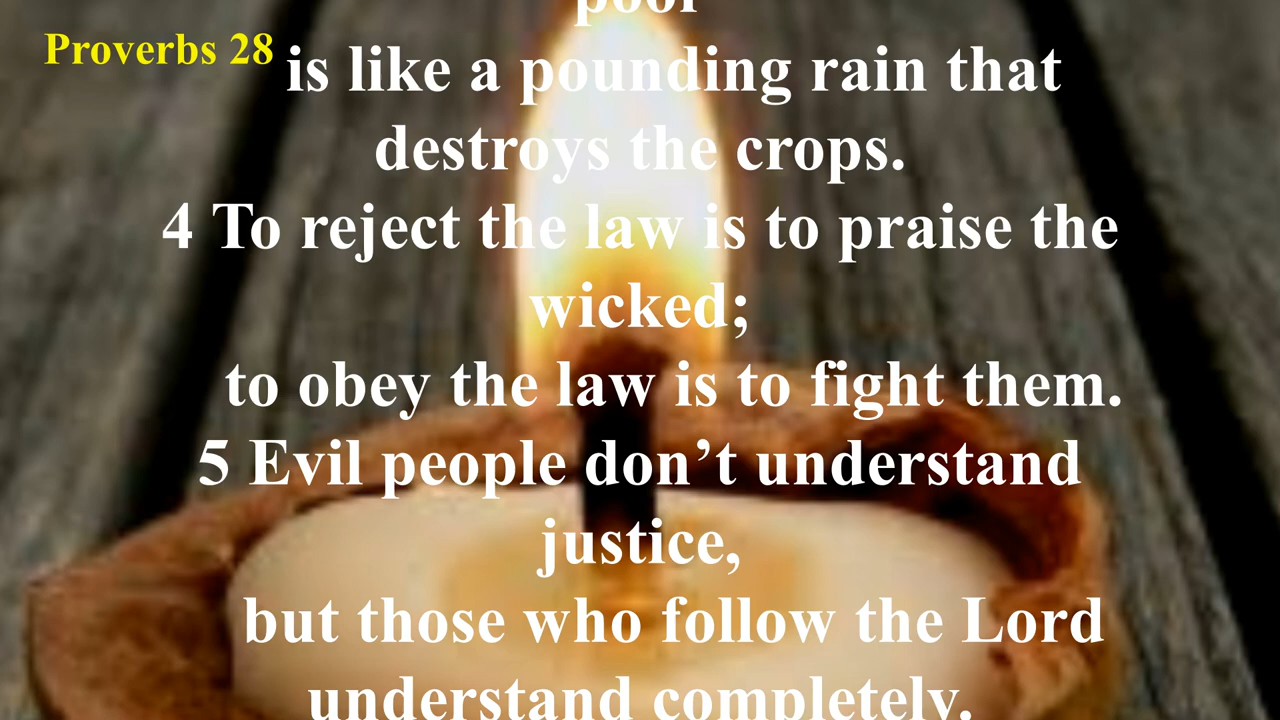 poor
Proverbs 28
is like a pounding rain that
destroys the crops.
4 To reject the law is to praise the
wicked;
to obey the law is to fight them.
5 Evil people don’t understand
justice,
but those who follow the Lord
understand completely.